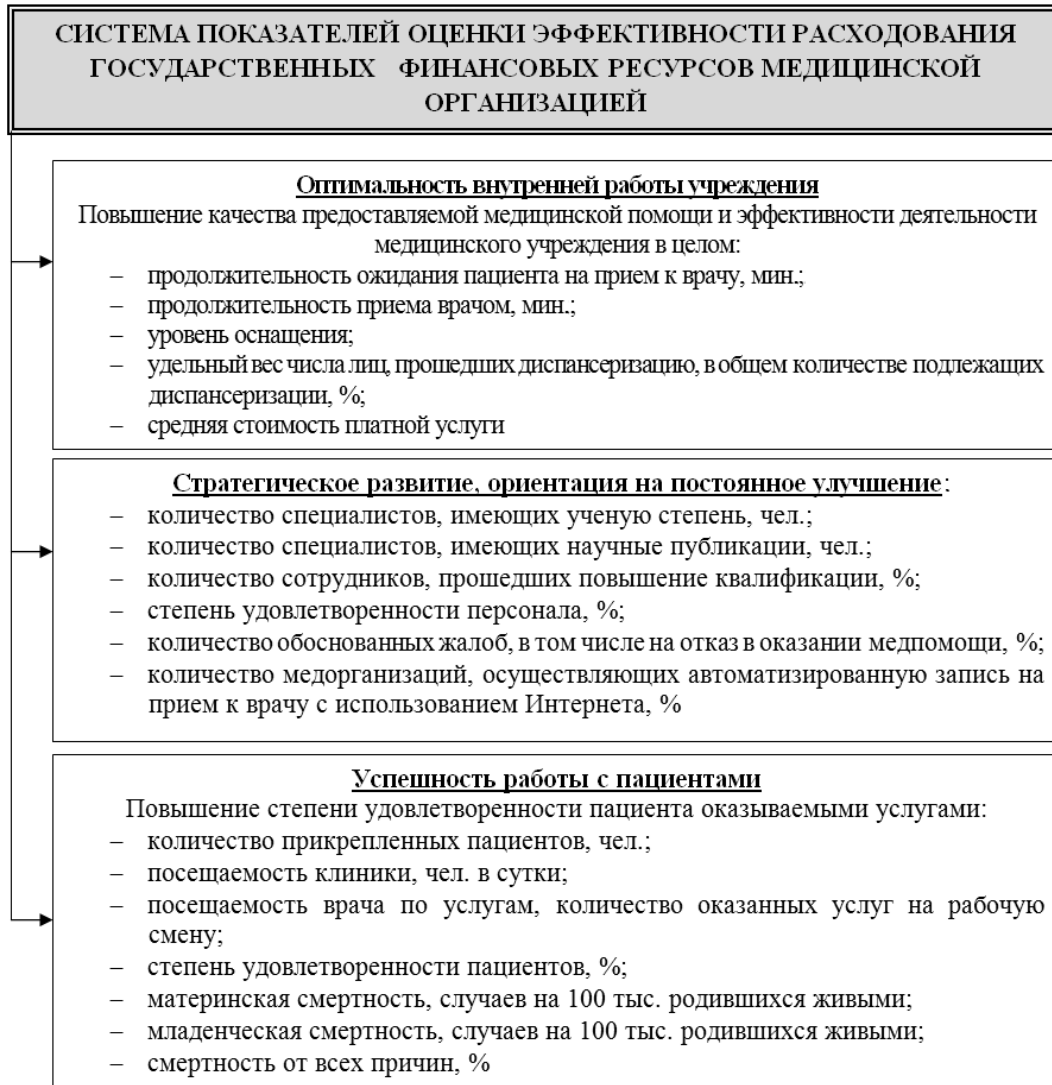 СИСТЕМА ПОКАЗАТЕЛЕЙ ОЦЕНКИ ЭФФЕКТИВНОСТИ РАСХОДОВАНИЯ
ГОСУДАРСТВЕННЫХ ФИНАНСОВЫХ РЕСУРСОВ МЕДИЦИНСКОЙ
ОРГАНИЗАЦИЕЙ
Оптимальность внутренней работы учреждения
Повышение качества предоставляемой медицинской помощи и эффективности деятельности
медицинского учреждения в целом:
– продолжительность ожидания пациента на прием к врачу, мин.;
– продолжительность приема врачом, мин.;
– уровень оснащения;
– удельный вес числа лиц, прошедших диспансеризацию, в общем количестве подлежащих
диспансеризации, %;
– средняя стоимость платной услуги
Стратегическое развитие, ориентация на постоянное улучшение:
– количество специалистов, имеющих ученую степень, чел.;
– количество специалистов, имеющих научные публикации, чел.;
– количество сотрудников, прошедших повышение квалификации, %;
– степень удовлетворенности персонала, %;
– количество обоснованных жалоб, в том числе на отказ в оказании медпомощи, %;
– количество медорганизаций, осуществляющих автоматизированную запись на
прием к врачу с использованием Интернета, %
Успешность работы с пациентами
Повышение степени удовлетворенности пациента оказываемыми услугами:
– количество прикрепленных пациентов, чел.;
– посещаемость клиники, чел. в сутки;
– посещаемость врача по услугам, количество оказанных услуг на рабочую
смену;
– степень удовлетворенности пациентов, %;
– материнская смертность, случаев на 100 тыс. родившихся живыми;
– младенческая смертность, случаев на 100 тыс. родившихся живыми;
– смертность от всех причин, %